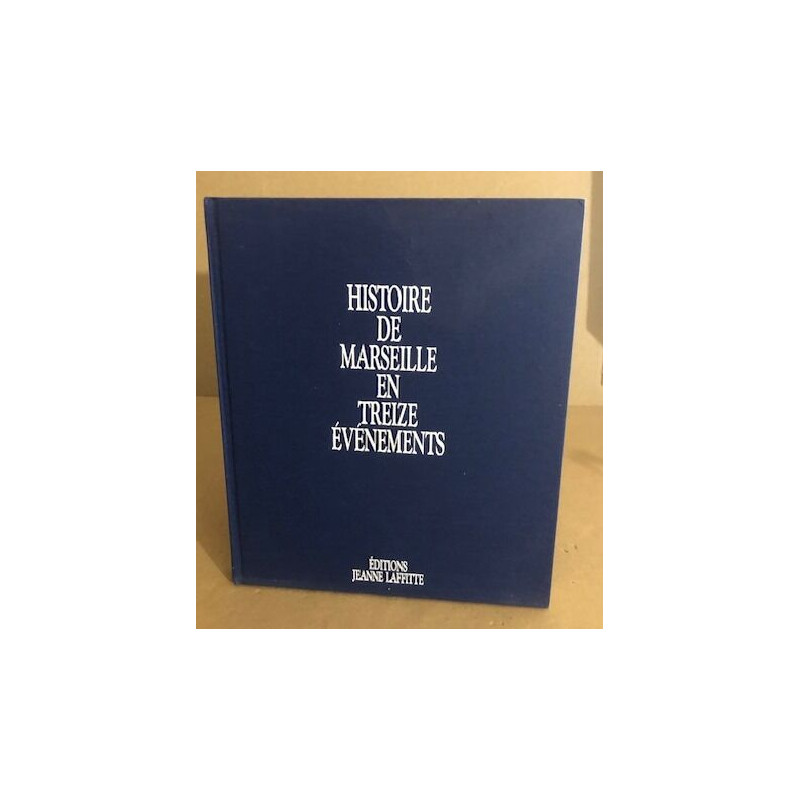 HISTOIRE
DE
MARSEILLE
EN
TREIZE
ÉVÉNEMENTS
ÉDITIONS
JEANNE LAFFITTE